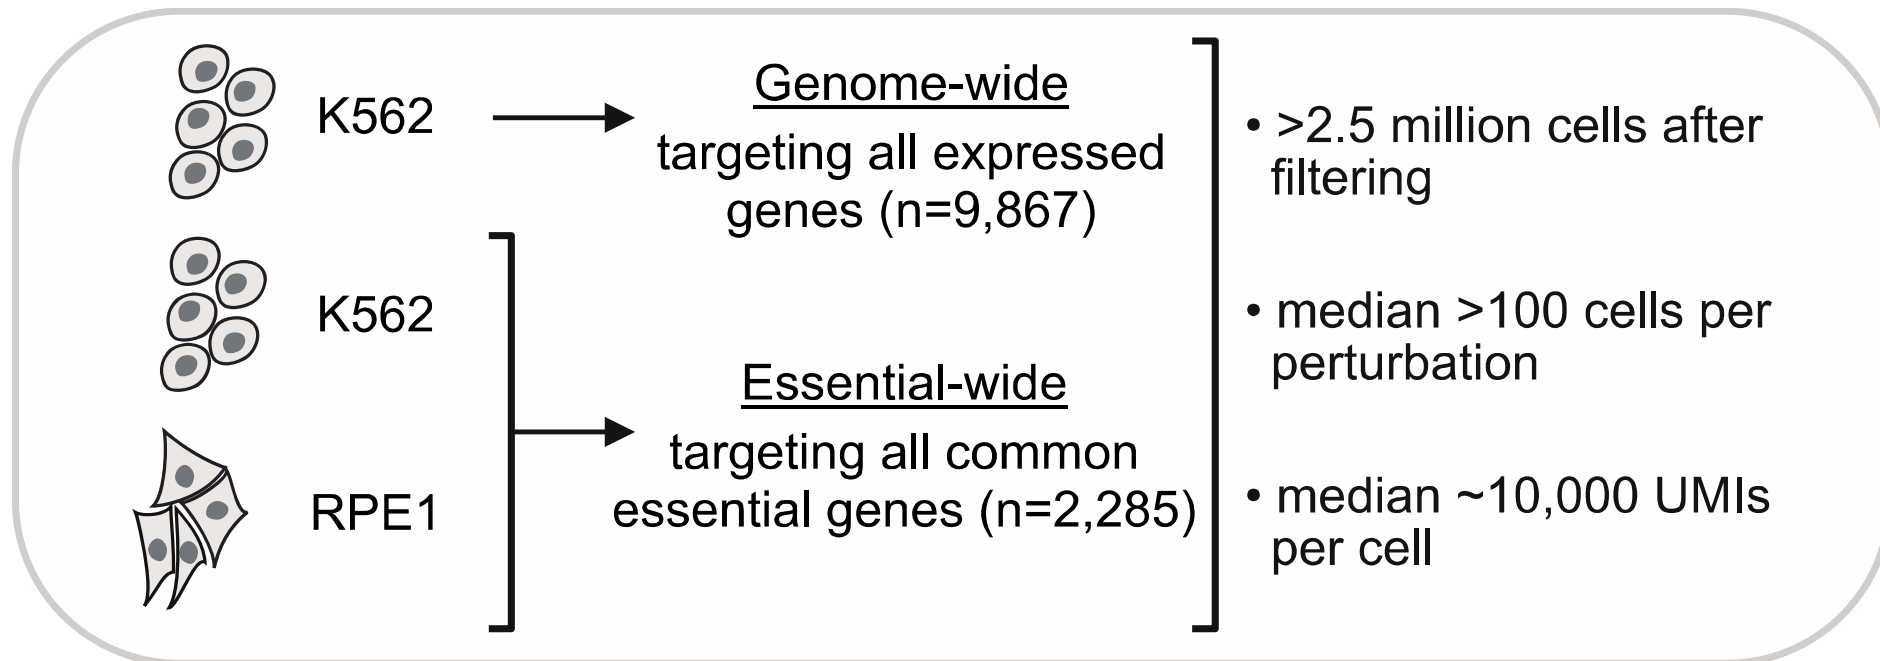 K562
Genome-wide
targeting all expressed
genes (n=9,867)
K562
RPE1
Essential-wide
targeting all common
essential genes (n=2,285)
• >2.5 million cells after
filtering
• median >100 cells per
perturbation
• median ~10,000 UMIs
per cell